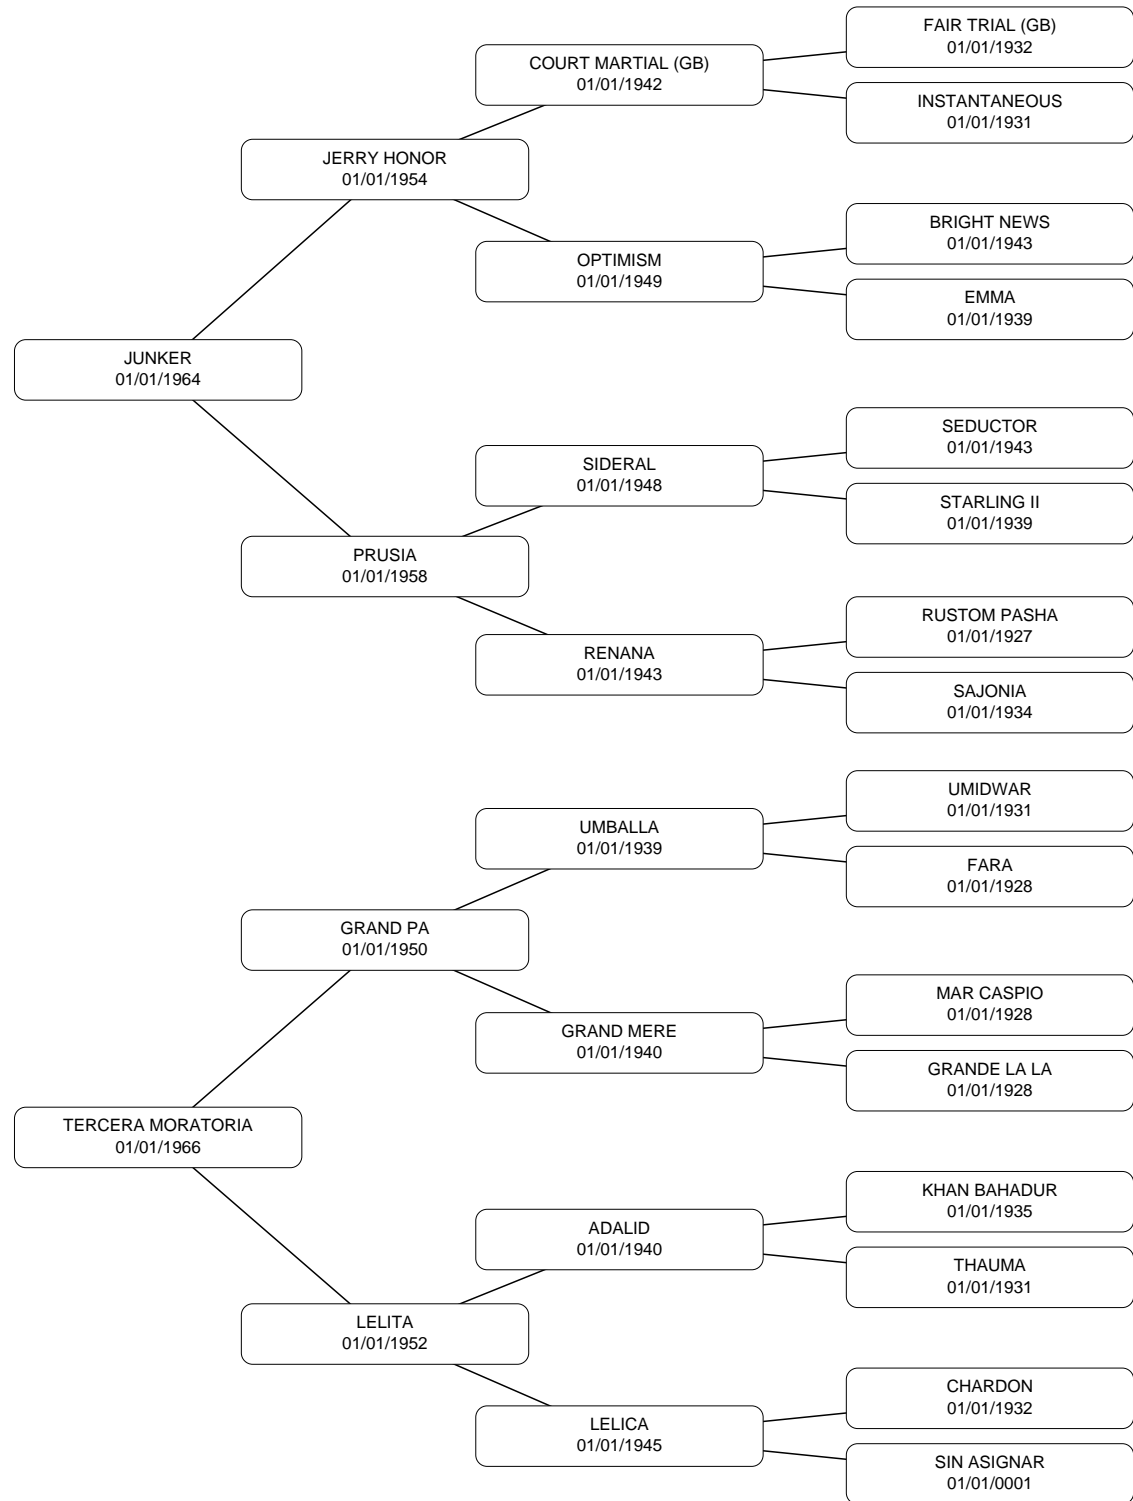 FAIR TRIAL (GB)
01/01/1932
COURT MARTIAL (GB)
01/01/1942
INSTANTANEOUS
01/01/1931
JERRY HONOR
01/01/1954
BRIGHT NEWS
01/01/1943
OPTIMISM
01/01/1949
EMMA
01/01/1939
JUNKER
01/01/1964
SEDUCTOR
01/01/1943
SIDERAL
01/01/1948
STARLING II
01/01/1939
PRUSIA
01/01/1958
RUSTOM PASHA
01/01/1927
RENANA
01/01/1943
SAJONIA
01/01/1934
UMIDWAR
01/01/1931
UMBALLA
01/01/1939
FARA
01/01/1928
GRAND PA
01/01/1950
MAR CASPIO
01/01/1928
GRAND MERE
01/01/1940
GRANDE LA LA
01/01/1928
TERCERA MORATORIA
01/01/1966
KHAN BAHADUR
01/01/1935
ADALID
01/01/1940
THAUMA
01/01/1931
LELITA
01/01/1952
CHARDON
01/01/1932
LELICA
01/01/1945
SIN ASIGNAR
01/01/0001